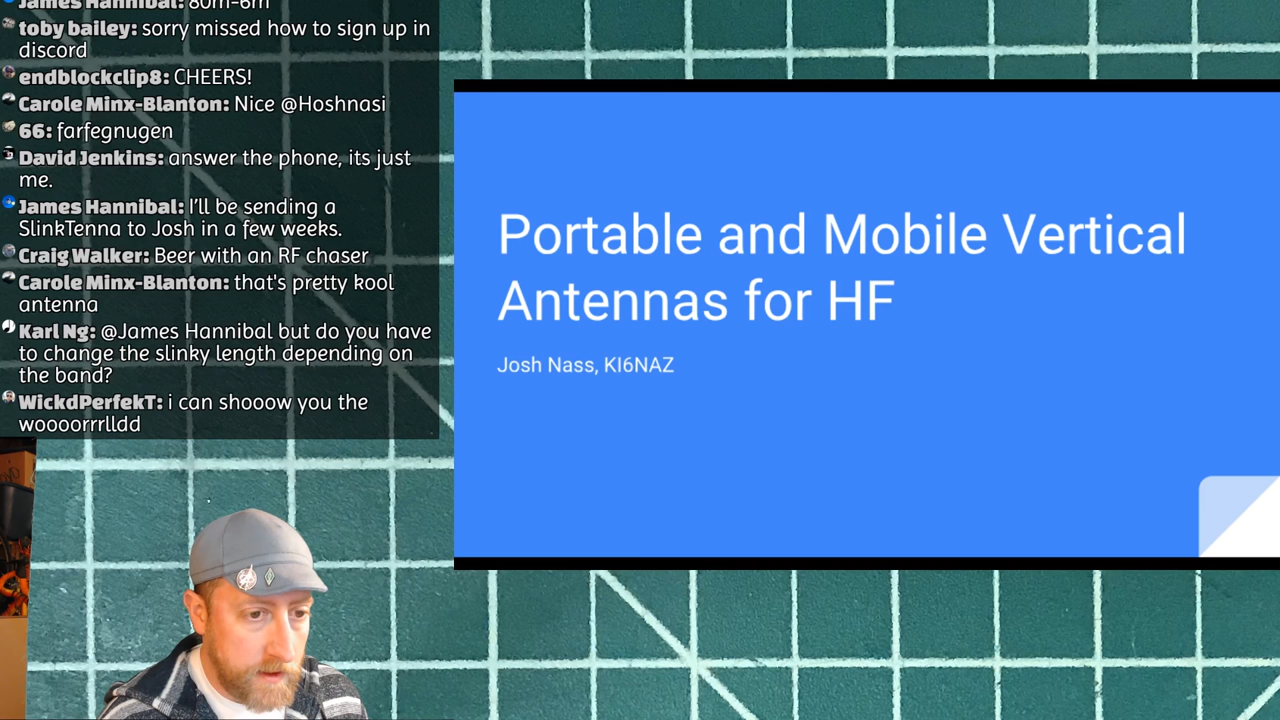 James Hannibal: 80m-6m
toby bailey: sorry missed how to sign up in
discord
endblockclip8: CHEERS!
Carole Minx-Blanton: Nice @Hoshnasi
66: farfegnugen
David Jenkins: answer the phone, its just
me.
James Hannibal: I'll be sending a
SlinkTenna to Josh in a few weeks.
Craig Walker: Beer with an RF chaser
Carole Minx-Blanton: that's pretty kool
antenna
Karl Ng: @James Hannibal but do you have
to change the slinky length depending on
the band?
WickdPerfekT: i can shooow you the
woooorrrlldd
Portable and Mobile Vertical
Antennas for HF
Josh Nass, KI6NAZ